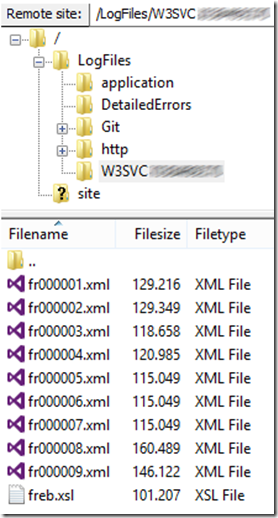 Remote site: /LogFiles/W3SVC
/
LogFiles
application
DetailedErrors
Git
http
W3SVC
? site
Filename Filesize Filetype
..
fr000001.xml 129.216 XML File
fr000002.xml 129.349 XML File
fr000003.xml 118.658 XML File
fr000004.xml 120.985 XML File
fr000005.xml 115.049 XML File
fr000006.xml 115.049 XML File
fr000007.xml 115.049 XML File
fr000008.xml 160.489 XML File
fr000009.xml 146.122 XML File
freb.xsl 101.207 XSL File